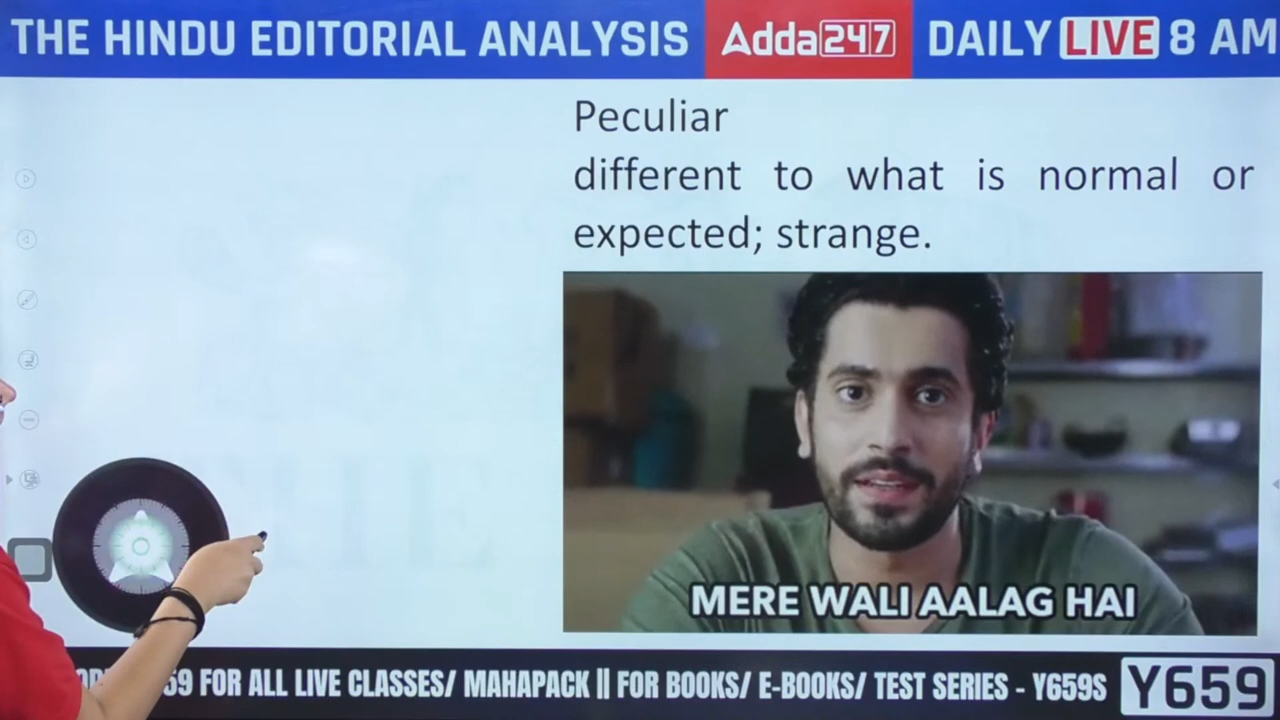 THE HINDU EDITORIAL ANALYSIS Adda247 DAILY LIVE 8 AM
Peculiar
different to what is normal or
expected; strange.
MERE WALI AALAG HAI
59 FOR ALL LIVE CLASSES/ MAHAPACK || FOR BOOKS/ E-BOOKS/ TEST SERIES - Y659S Y659